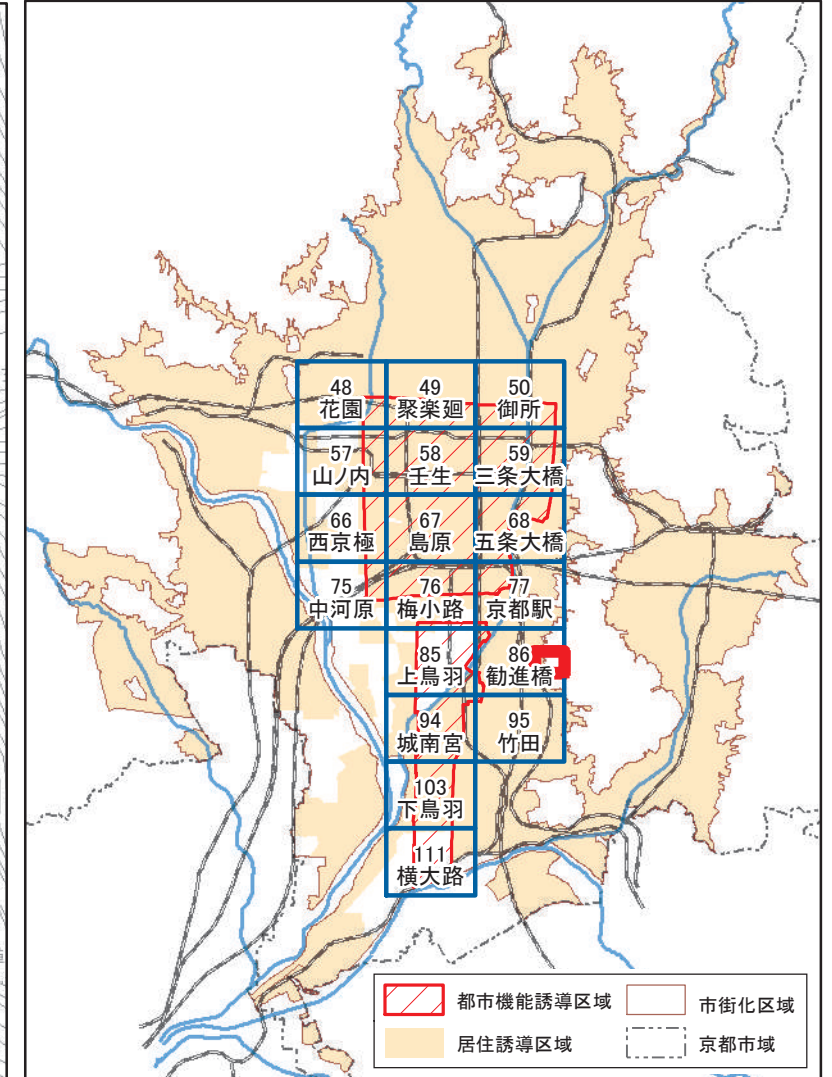 48 49 50
花園 聚楽廻 御所
57 58 59
山ノ内 壬生 三条大橋
66 67 68
西京極 島原 五条大橋
75 76 77
中河原 梅小路 京都駅
85 86
上鳥羽 勧進橋
94 95
城南宮 竹田
103
下鳥羽
111
横大路
都市機能誘導区域 市街化区域
居住誘導区域 京都市域